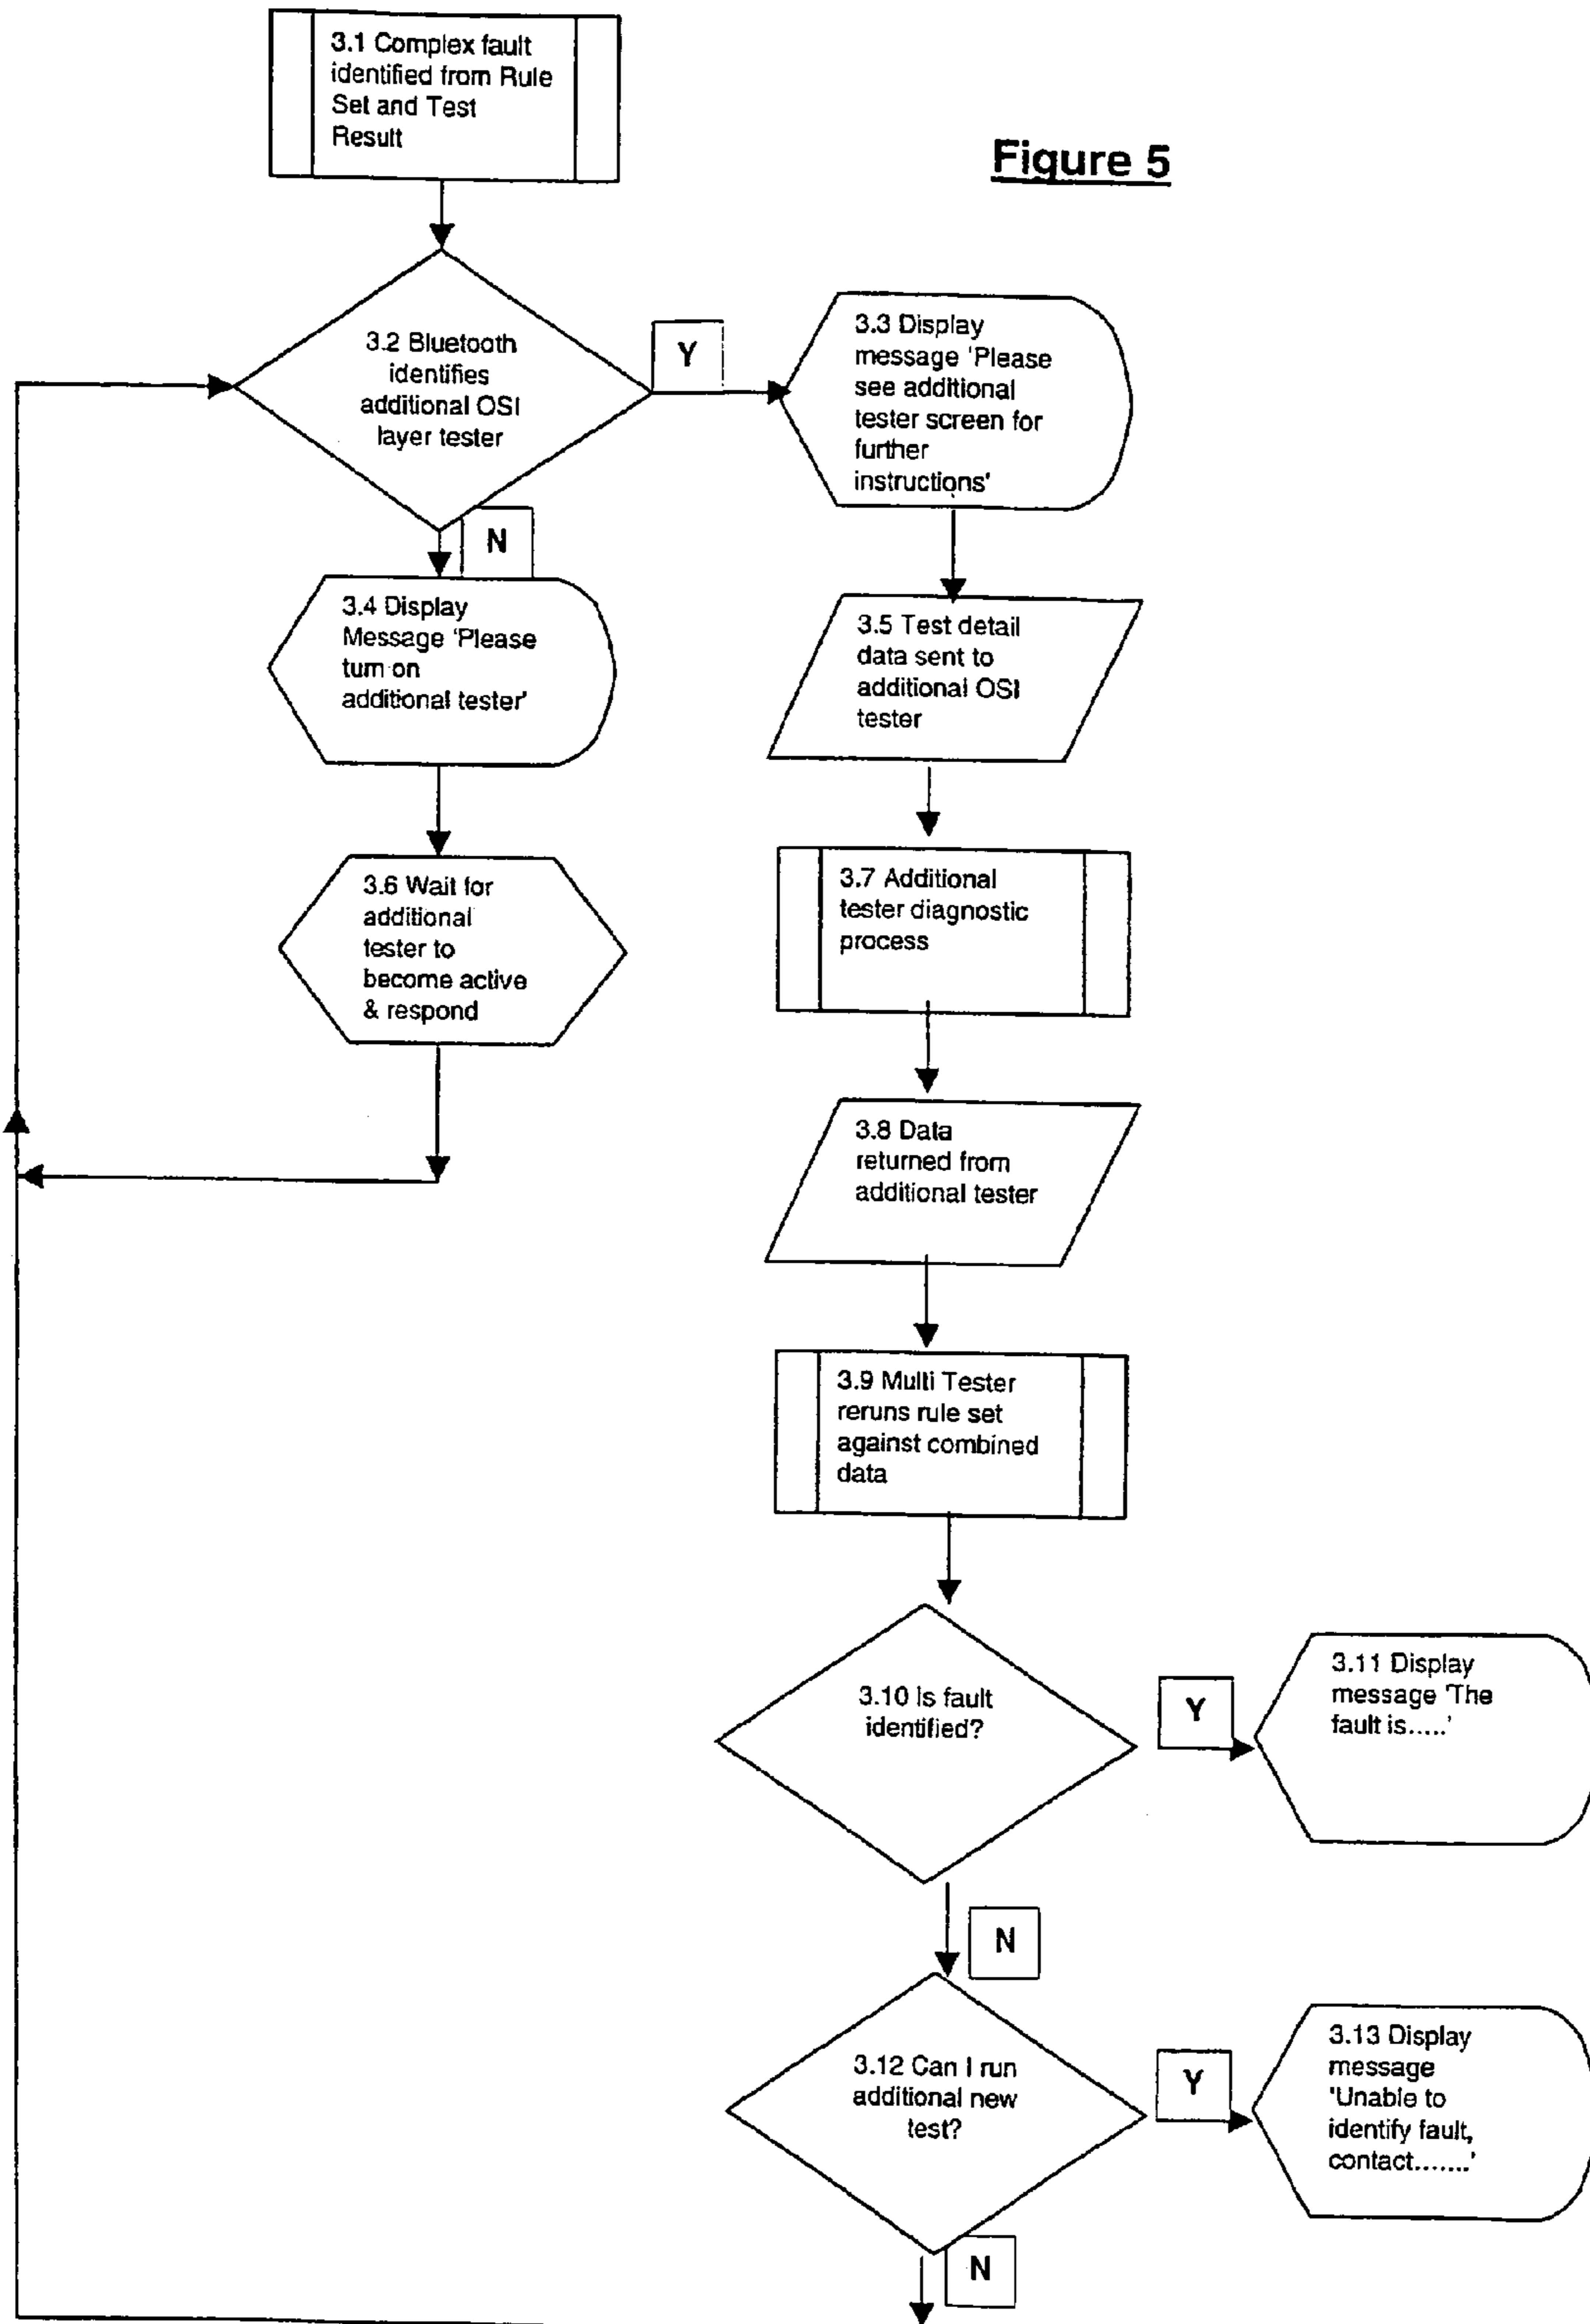 3.1 Complex fault
identified from Rule
Set and Test
Result
Figure 5
3.2 Bluetooth
identifies
additional OSI
layer tester
Y
3.3 Display
message 'Please
see additional
tester screen for
further
instructions'
N
3.4 Display
Message 'Please
turn on
additional tester'
3.5 Test detail
data sent to
additional OSI
tester
3.6 Wait for
additional
tester to
become active
& respond
3.7 Additional
tester diagnostic
process
3.8 Data
returned from
additional tester
3.9 Multi Tester
reruns rule set
against combined
data
3.10 Is fault
identified?
Y
3.11 Display
message 'The
fault is.....'
N
3.12 Can I run
additional new
test?
Y
3.13 Display
message
'Unable to
identify fault,
contact.......'
N